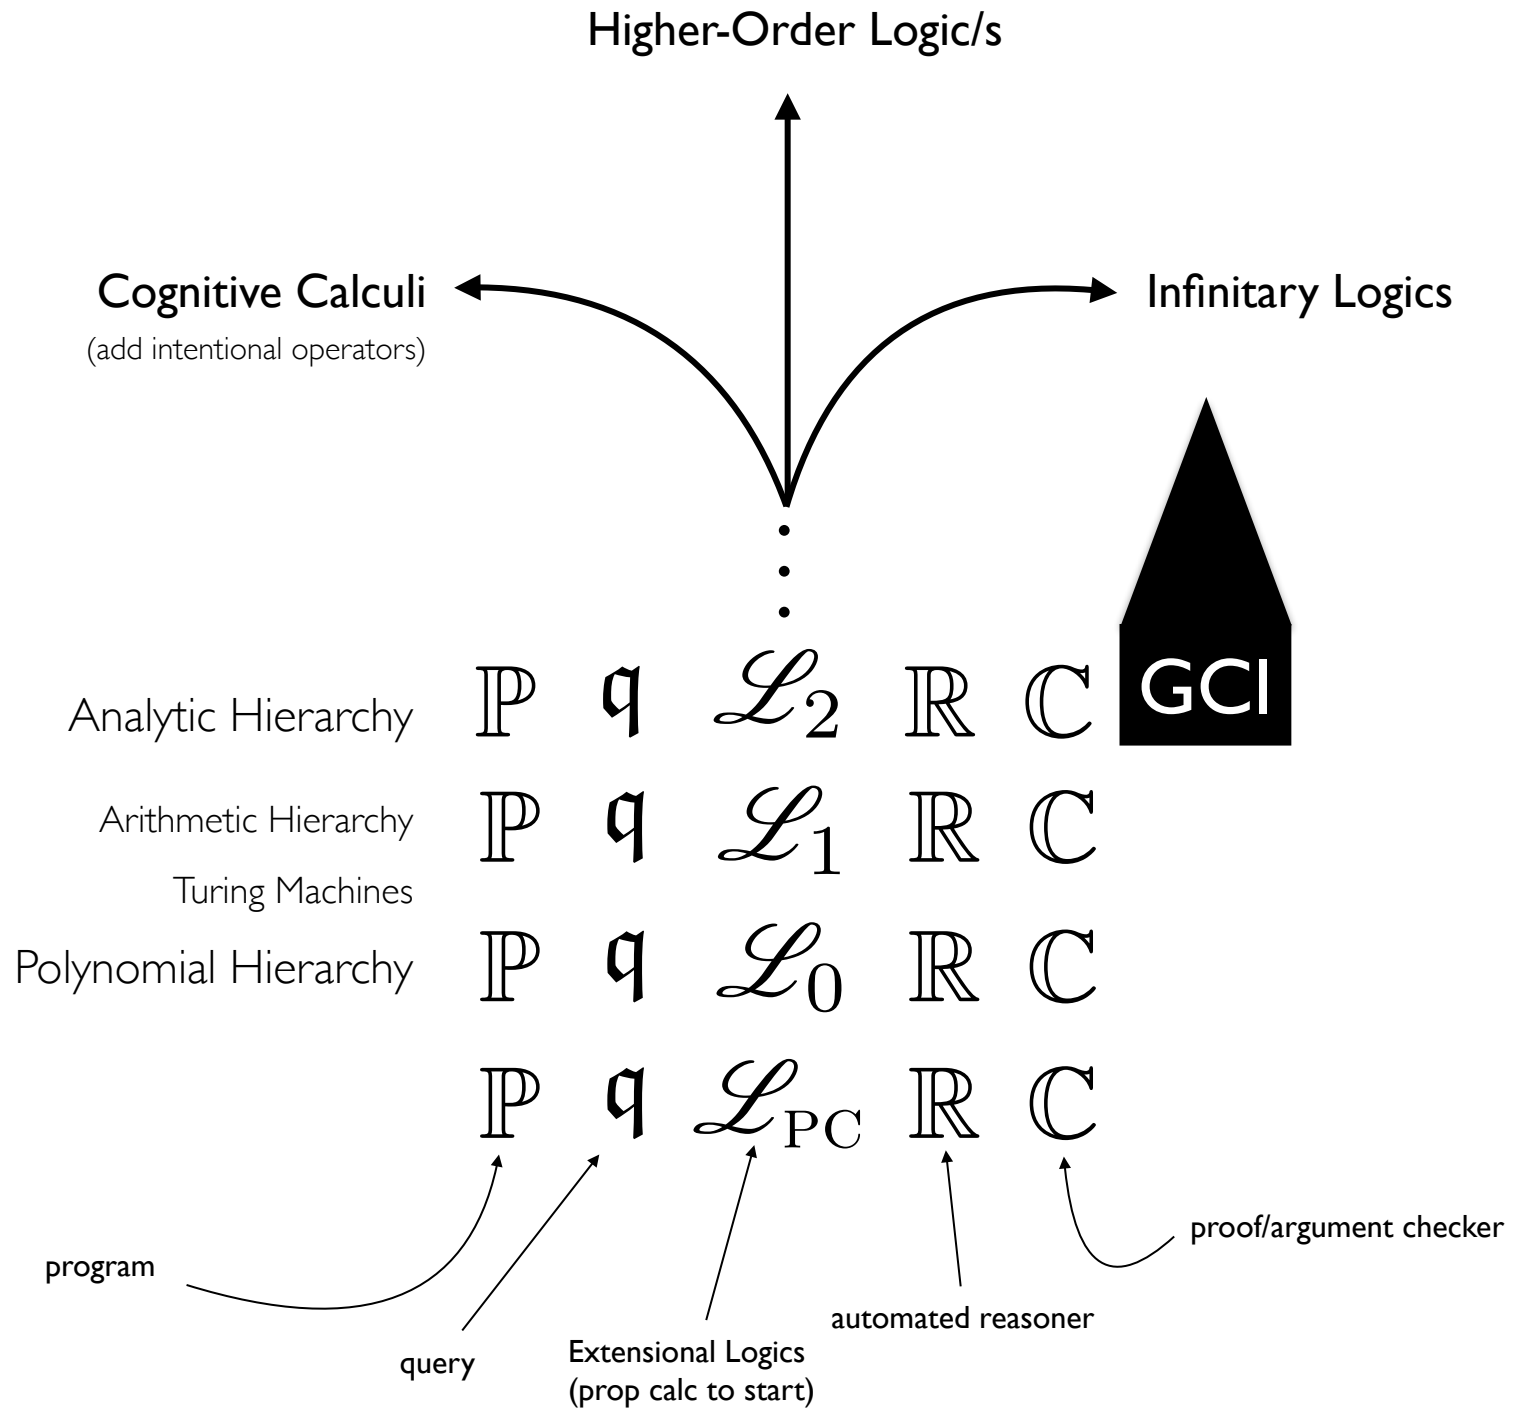 Higher-Order Logic/s
Cognitive Calculi
(add intentional operators)
Infinitary Logics
GCI
Analytic Hierarchy
ℙ 𝔮 ℒ₂ ℝ ℂ
Arithmetic Hierarchy
ℙ 𝔮 ℒ₁ ℝ ℂ
Turing Machines
Polynomial Hierarchy
ℙ 𝔮 ℒ₀ ℝ ℂ
ℙ 𝔮 ℒ_PC ℝ ℂ
program
query
Extensional Logics
(prop calc to start)
automated reasoner
proof/argument checker